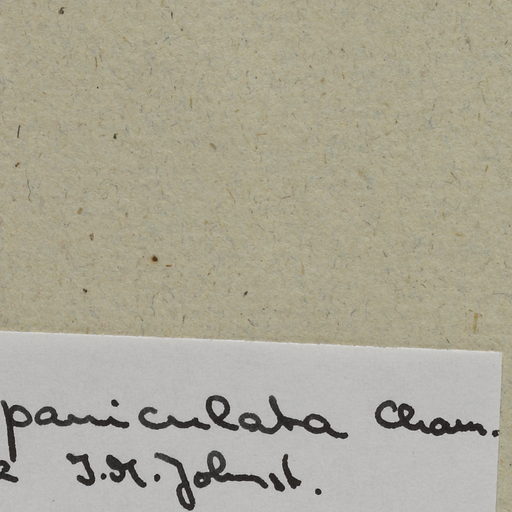 paniculata Cham.
I.M. Johnst.